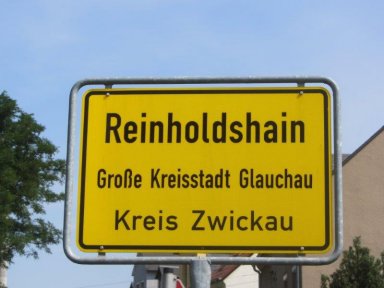 Reinholdshain
Große Kreisstadt Glauchau
Kreis Zwickau